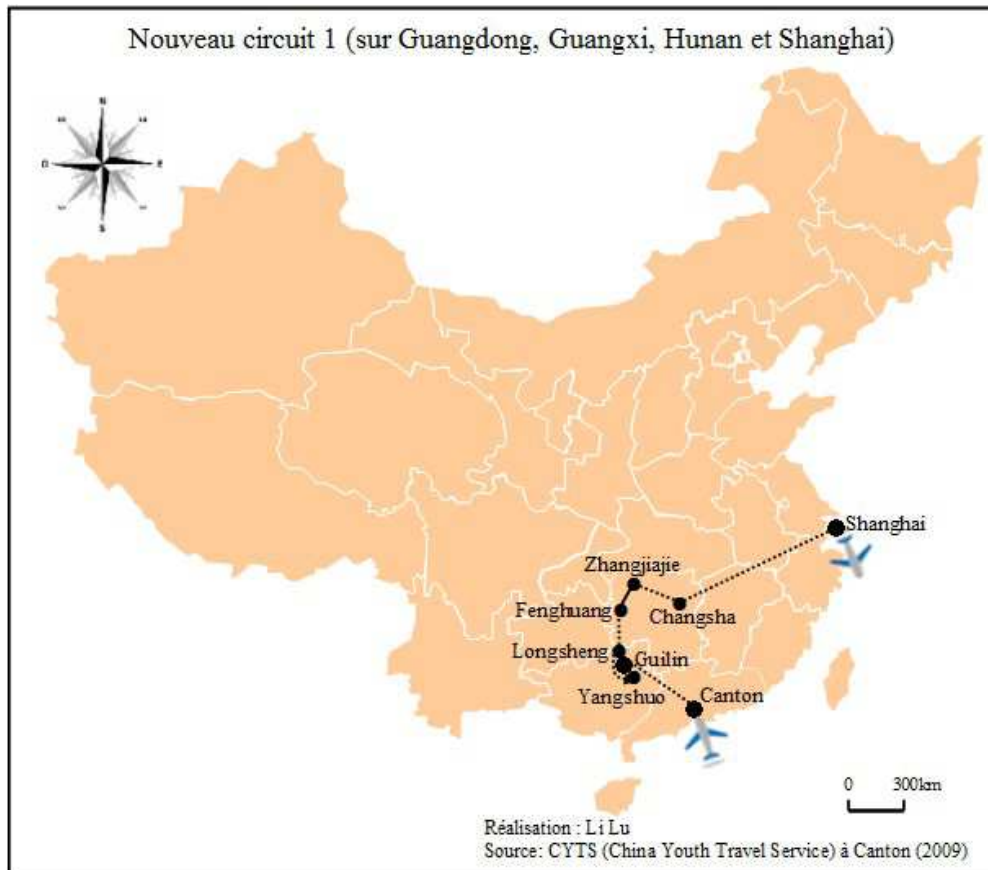 Nouveau circuit 1 (sur Guangdong, Guangxi, Hunan et Shanghai)
N
O
E
S
Shanghai
Zhangjiajie
Fenghuang
Changsha
Longsheng
Guilin
Yangshuo
Canton
0 300km
Réalisation : Li Lu
Source: CYTS (China Youth Travel Service) à Canton (2009)